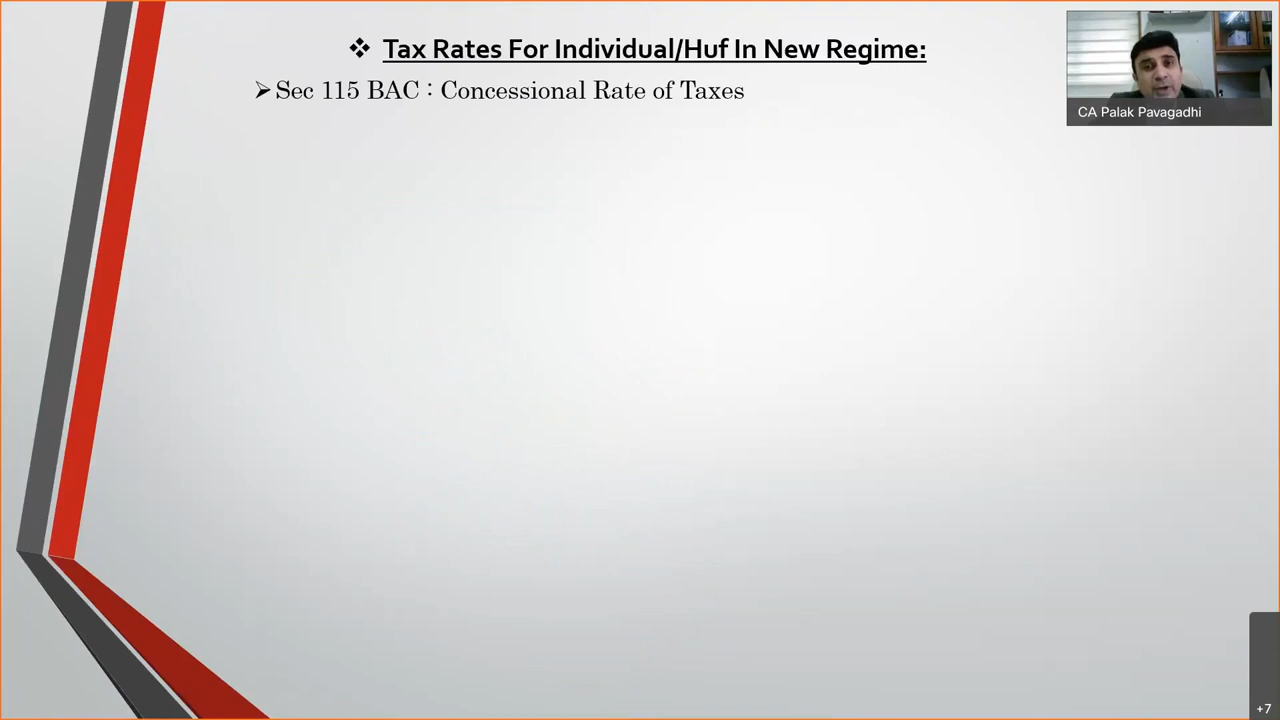 ❖ Tax Rates For Individual/Huf In New Regime:
➢ Sec 115 BAC : Concessional Rate of Taxes
CA Palak Pavagadhi
+7